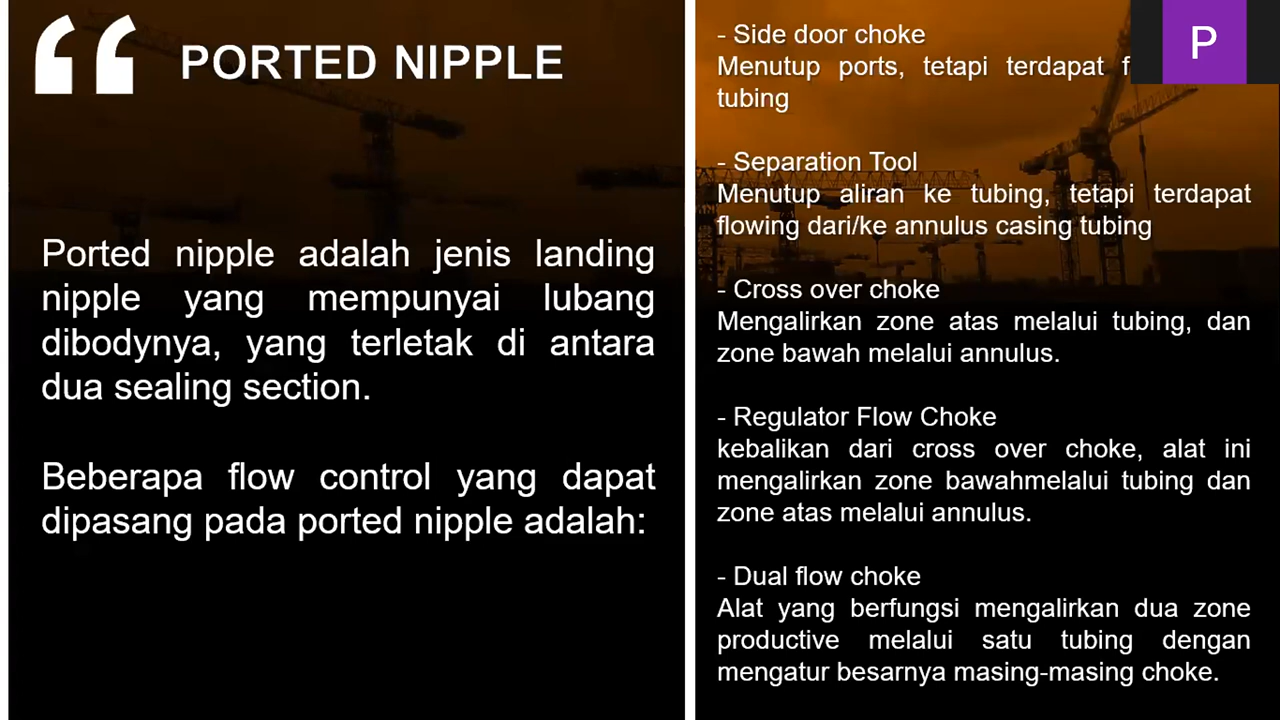 PORTED NIPPLE
Ported nipple adalah jenis landing
nipple yang mempunyai lubang
dibodynya, yang terletak di antara
dua sealing section.
Beberapa flow control yang dapat
dipasang pada ported nipple adalah:
- Side door choke
Menutup ports, tetapi terdapat
tubing
- Separation Tool
Menutup aliran ke tubing, tetapi terdapat
flowing dari/ke annulus casing tubing
- Cross over choke
Mengalirkan zone atas melalui tubing, dan
zone bawah melalui annulus.
- Regulator Flow Choke
kebalikan dari cross over choke, alat ini
mengalirkan zone bawahmelalui tubing dan
zone atas melalui annulus.
- Dual flow choke
Alat yang berfungsi mengalirkan dua zone
productive melalui satu tubing dengan
mengatur besarnya masing-masing choke.
P